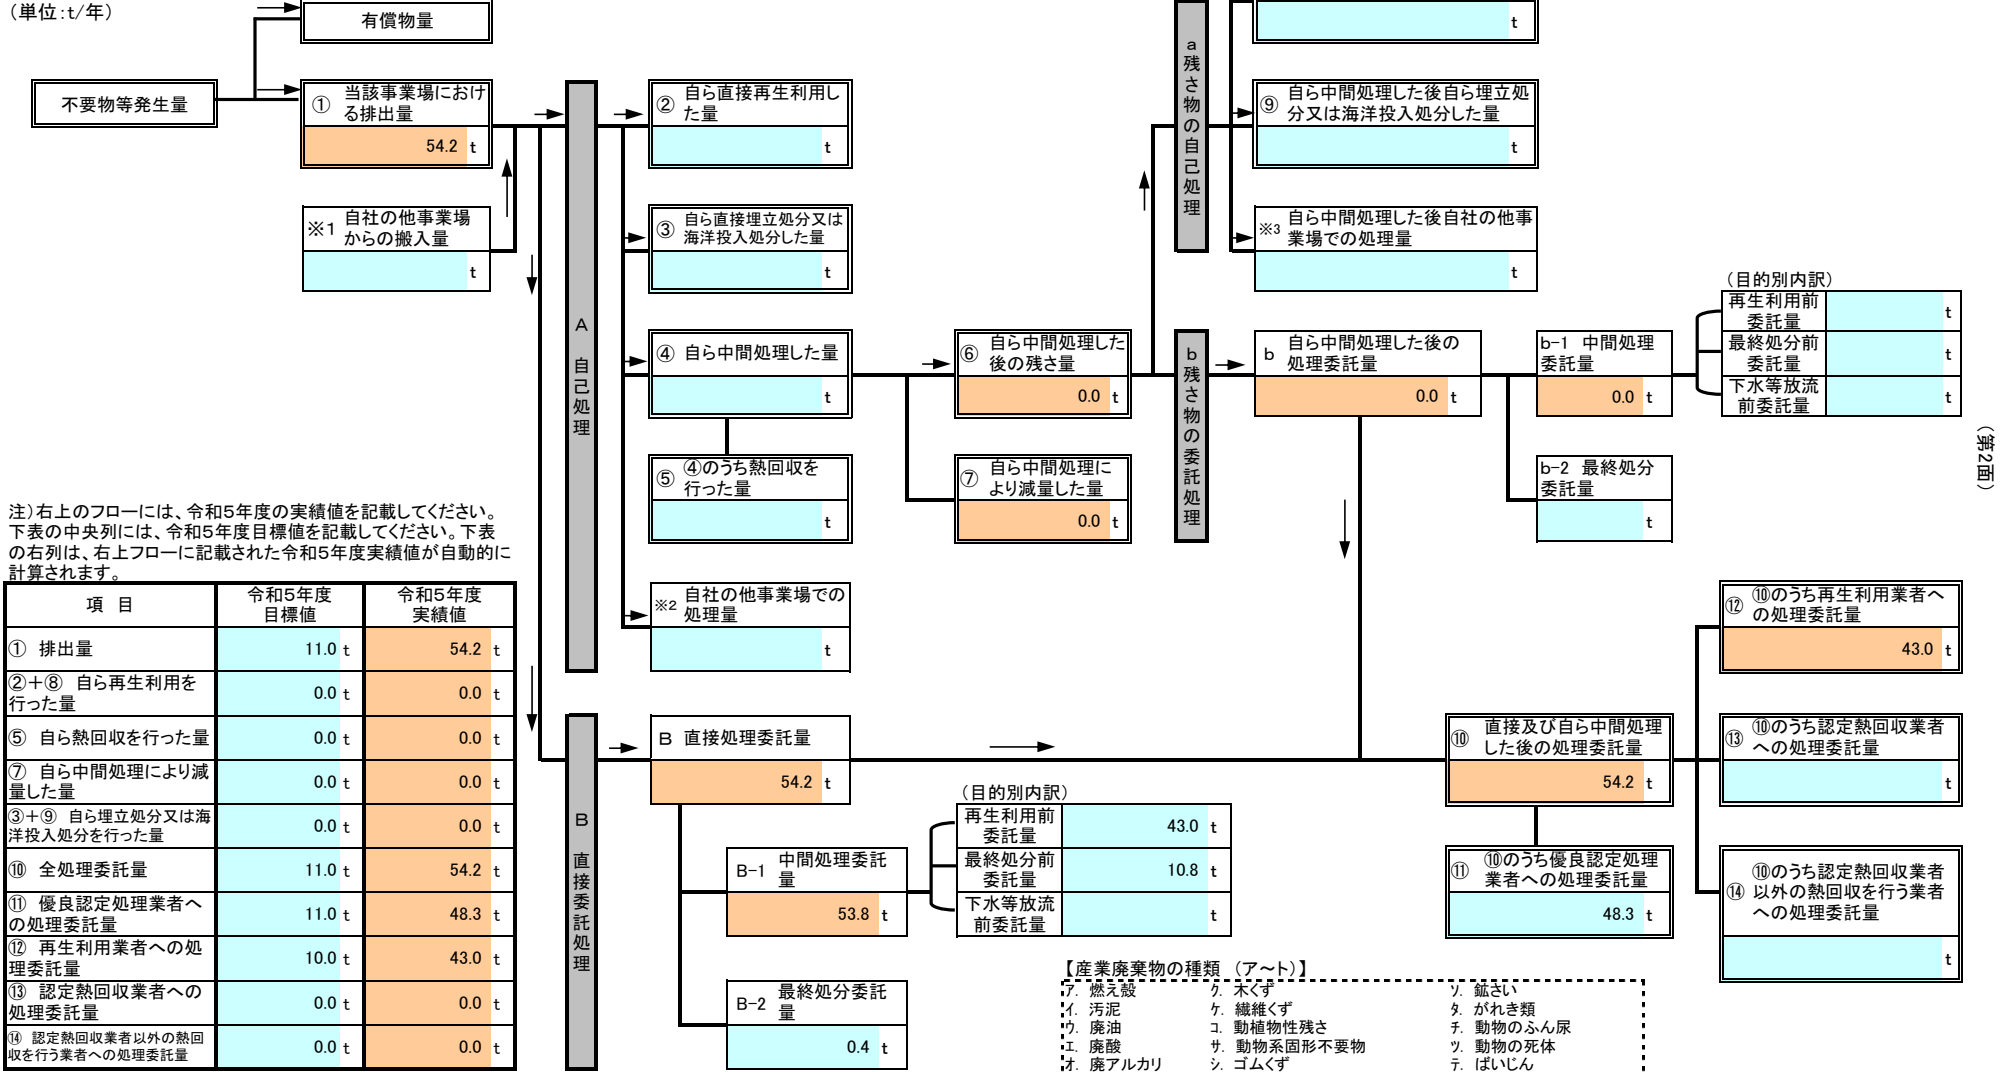 (単位:t/年)
有償物量
不要物等発生量
① 当該事業場におけ
る排出量
54.2 t
※1 自社の他事業場
からの搬入量
t
A 自己処理
② 自ら直接再生利用し
た量
t
③ 自ら直接埋立処分又は
海洋投入処分した量
t
④ 自ら中間処理した量
t
⑤ ④のうち熱回収を
行った量
t
※2 自社の他事業場での
処理量
t
⑥ 自ら中間処理した
後の残さ量
0.0 t
⑦ 自ら中間処理に
より減量した量
0.0 t
a残さ物の自己処理
t
⑨ 自ら中間処理した後自ら埋立処
分又は海洋投入処分した量
t
※3 自ら中間処理した後自社の他事
業場での処理量
t
b残さ物の委託処理
b 自ら中間処理した後の
処理委託量
0.0 t
b-1 中間処理
委託量
0.0 t
b-2 最終処分
委託量
t
(目的別内訳)
再生利用前
委託量 t
最終処分前
委託量 t
下水等放流
前委託量 t
(第2面)
注)右上のフローには、令和5年度の実績値を記載してください。
下表の中央列には、令和5年度目標値を記載してください。下表
の右列は、右上フローに記載された令和5年度実績値が自動的に
計算されます。
項 目 令和5年度
目標値 令和5年度
実績値
① 排出量 11.0 t 54.2 t
②+⑧ 自ら再生利用を
行った量 0.0 t 0.0 t
⑤ 自ら熱回収を行った量 0.0 t 0.0 t
⑦ 自ら中間処理により減
量した量 0.0 t 0.0 t
③+⑨ 自ら埋立処分又は海
洋投入処分を行った量 0.0 t 0.0 t
⑩ 全処理委託量 11.0 t 54.2 t
⑪ 優良認定処理業者へ
の処理委託量 11.0 t 48.3 t
⑫ 再生利用業者への処
理委託量 10.0 t 43.0 t
⑬ 認定熱回収業者への
処理委託量 0.0 t 0.0 t
⑭ 認定熱回収業者以外の熱回
収を行う業者への処理委託量 0.0 t 0.0 t
B 直接委託処理
B 直接処理委託量
54.2 t
B-1 中間処理委託
量
53.8 t
B-2 最終処分委託
量
0.4 t
(目的別内訳)
再生利用前
委託量 43.0 t
最終処分前
委託量 10.8 t
下水等放流
前委託量 t
⑩ 直接及び自ら中間処理
した後の処理委託量
54.2 t
⑪ ⑩のうち優良認定処理
業者への処理委託量
48.3 t
⑫ ⑩のうち再生利用業者へ
の処理委託量
43.0 t
⑬ ⑩のうち認定熱回収業者
への処理委託量
t
⑭ ⑩のうち認定熱回収業者
以外の熱回収を行う業者
への処理委託量
t
【産業廃棄物の種類 (ア～ト)】
ア. 燃え殻 ク. 木くず ソ. 鉱さい
イ. 汚泥 ケ. 繊維くず タ. がれき類
ウ. 廃油 コ. 動植物性残さ チ. 動物のふん尿
エ. 廃酸 サ. 動物系固形不要物 ツ. 動物の死体
オ. 廃アルカリ シ. ゴムくず テ. ばいじん